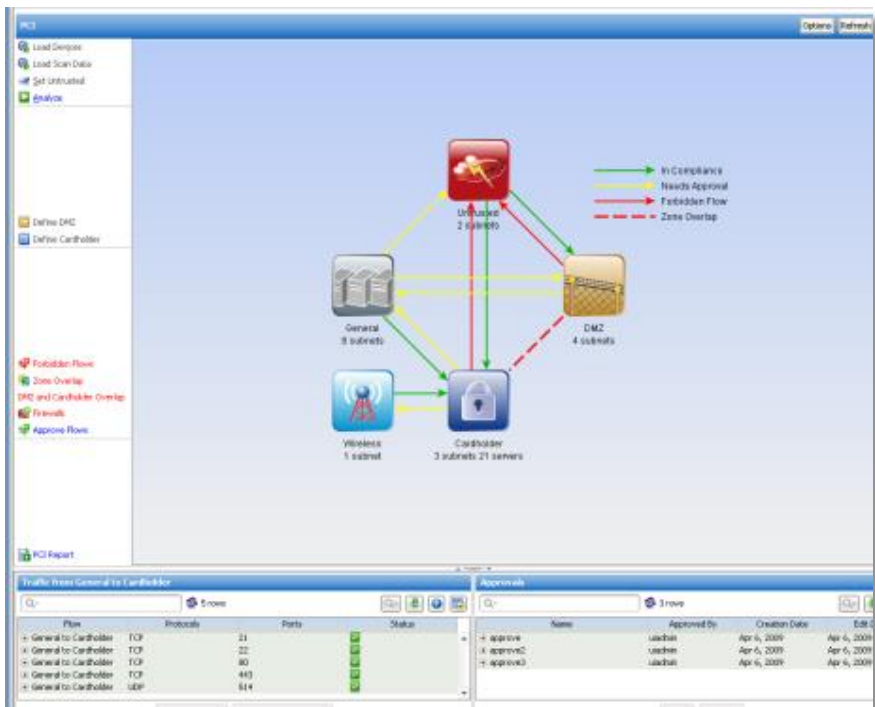 PCI
Options Refresh
Load Devices
Load Scan Data
Set Untrusted
Analyze
Define DMZ
Define Cardholder
Forbidden Flows
Zone Overlap
DMZ and Cardholder Overlap
Firewalls
Approve Flows
PCI Report
In Compliance
Needs Approval
Forbidden Flow
Zone Overlap
Untrusted
2 subnets
General
8 subnets
DMZ
4 subnets
Wireless
1 subnet
Cardholder
3 subnets 21 servers
Traffic from General to Cardholder
5 rows
Flow Protocols Ports Status
General to Cardholder TCP 21
General to Cardholder TCP 22
General to Cardholder TCP 80
General to Cardholder TCP 443
General to Cardholder UDP 514
Approvals
3 rows
Name Approved By Creation Date Edit D
approve Apr 6, 2009 Apr 6, 2009
approve2 Apr 6, 2009 Apr 6, 2009
approve3 Apr 6, 2009 Apr 6, 2009